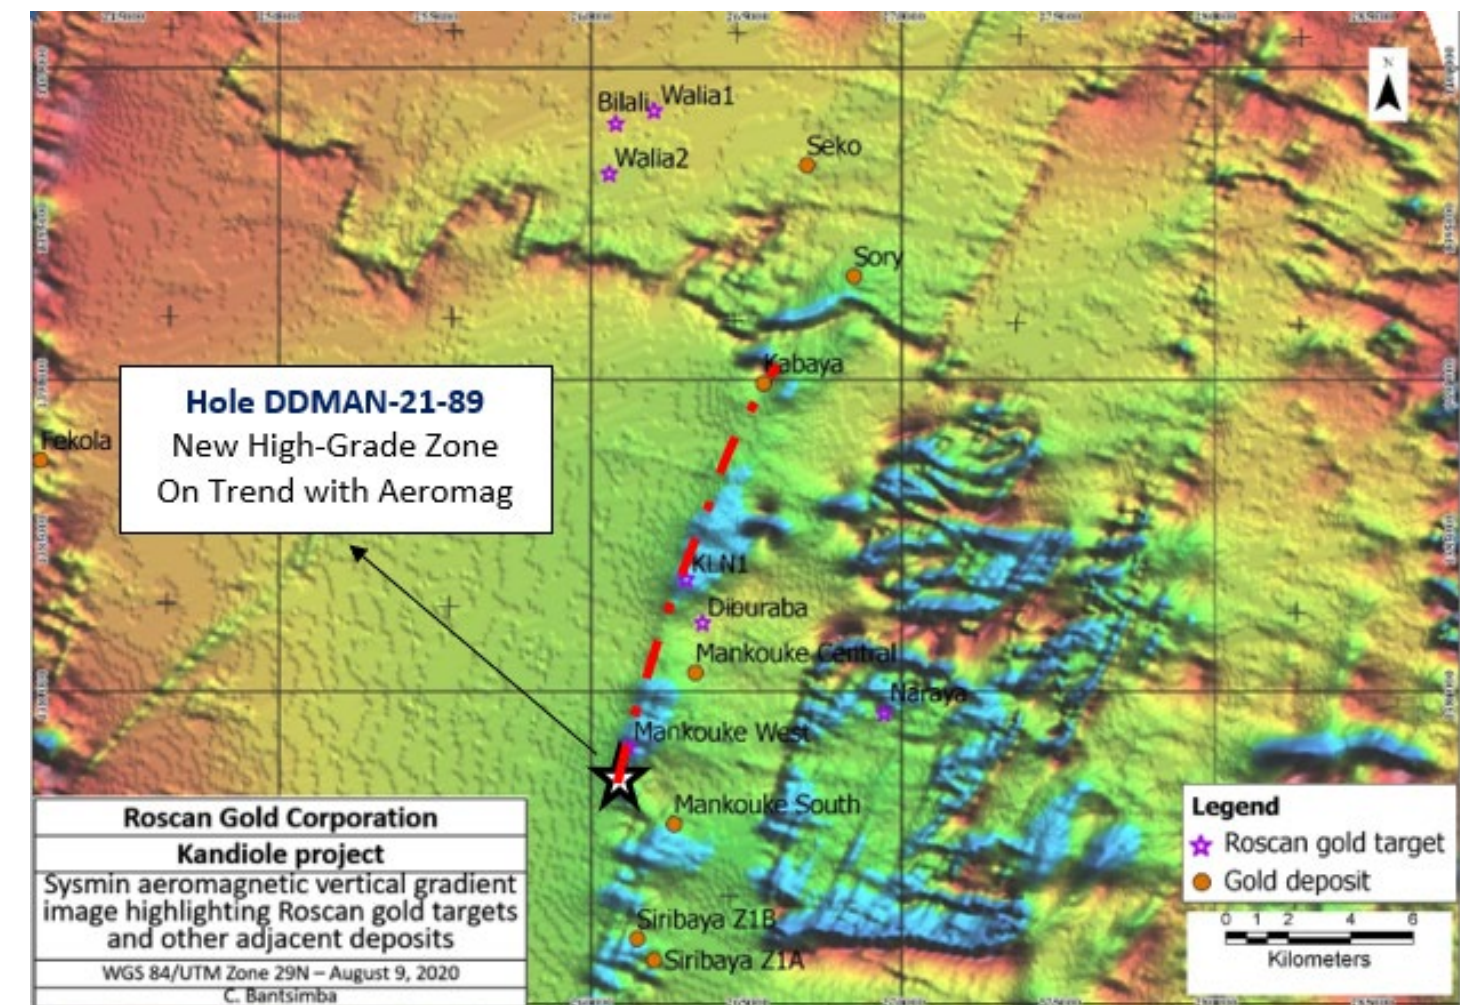 N
Bilali
Walia1
Walia2
Seko
Sory
Kabaya
Hole DDMAN-21-89
New High-Grade Zone
On Trend with Aeromag
Fekola
KLN1
Diouraba
Mankouke Central
Naraya
Mankouke West
Mankouke South
Siribaya Z1B
Siribaya Z1A
Roscan Gold Corporation
Kandiole project
Sysmin aeromagnetic vertical gradient
image highlighting Roscan gold targets
and other adjacent deposits
WGS 84/UTM Zone 29N – August 9, 2020
C. Bantsimba
Legend
Roscan gold target
Gold deposit
0 1 2 4 6
Kilometers